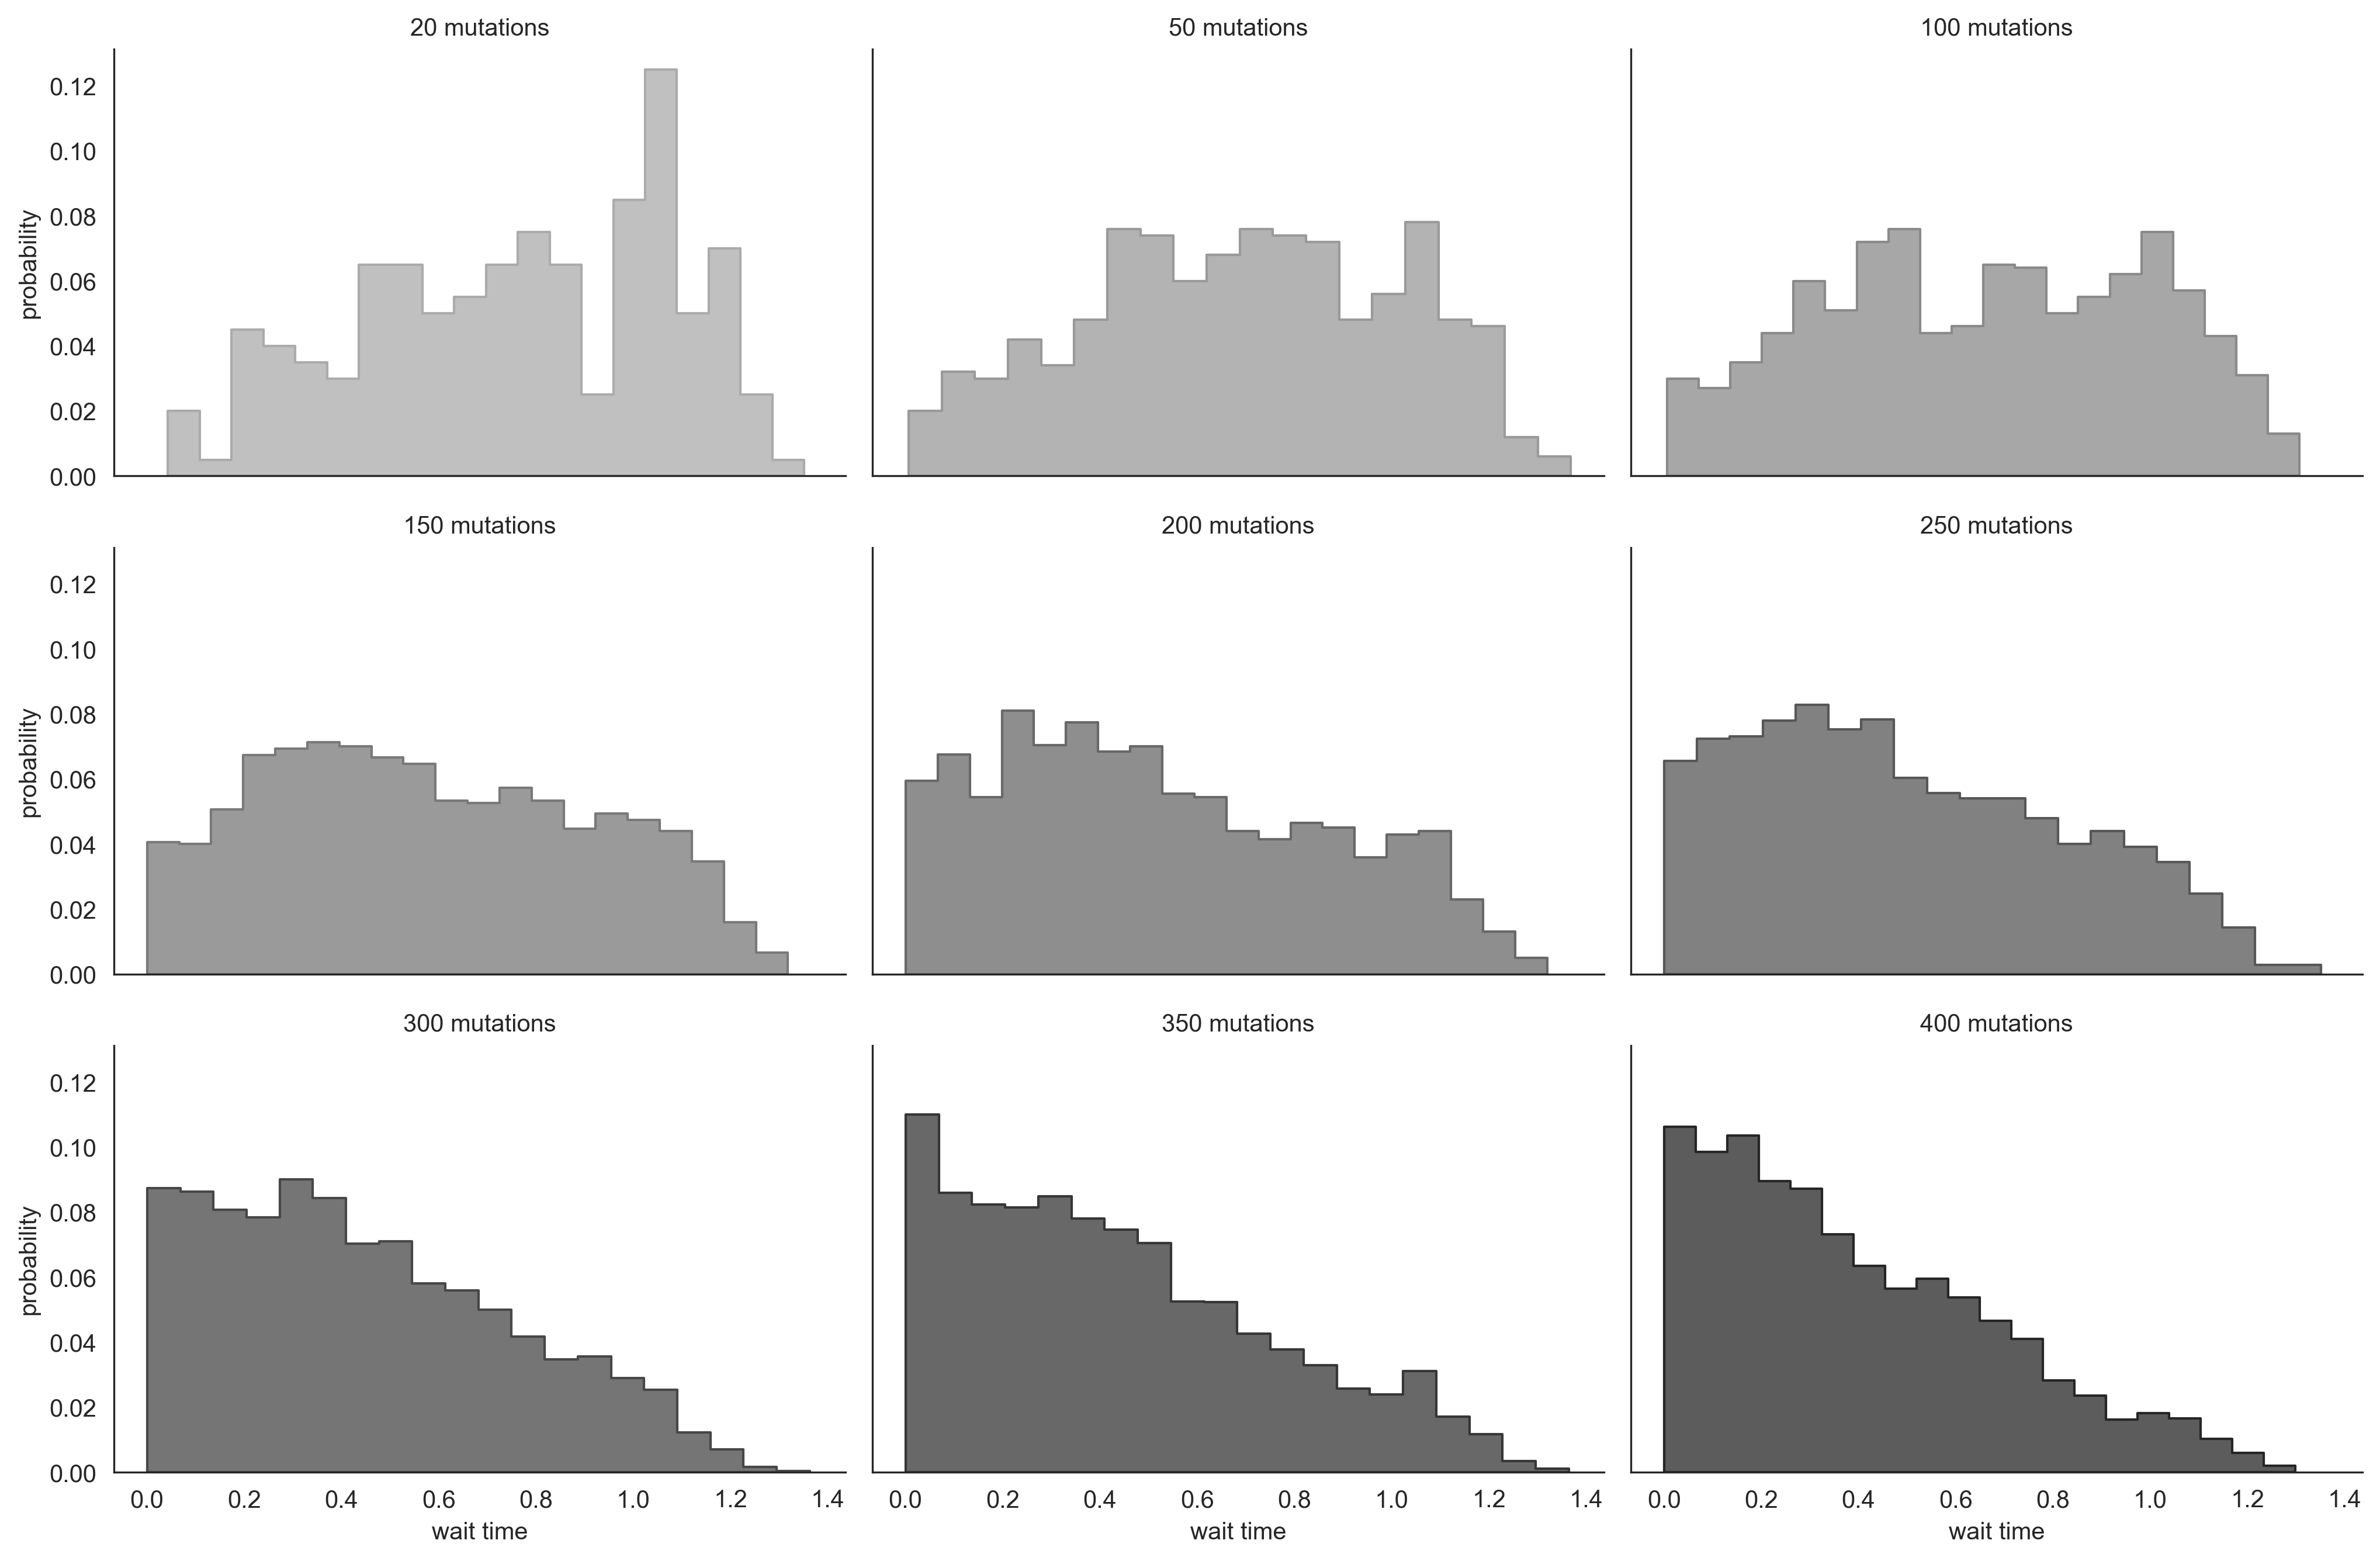 20 mutations
50 mutations
100 mutations
probability
0.12
0.10
0.08
0.06
0.04
0.02
0.00
150 mutations
200 mutations
250 mutations
probability
0.12
0.10
0.08
0.06
0.04
0.02
0.00
300 mutations
350 mutations
400 mutations
probability
0.12
0.10
0.08
0.06
0.04
0.02
0.00
0.0 0.2 0.4 0.6 0.8 1.0 1.2 1.4
wait time
0.0 0.2 0.4 0.6 0.8 1.0 1.2 1.4
wait time
0.0 0.2 0.4 0.6 0.8 1.0 1.2 1.4
wait time